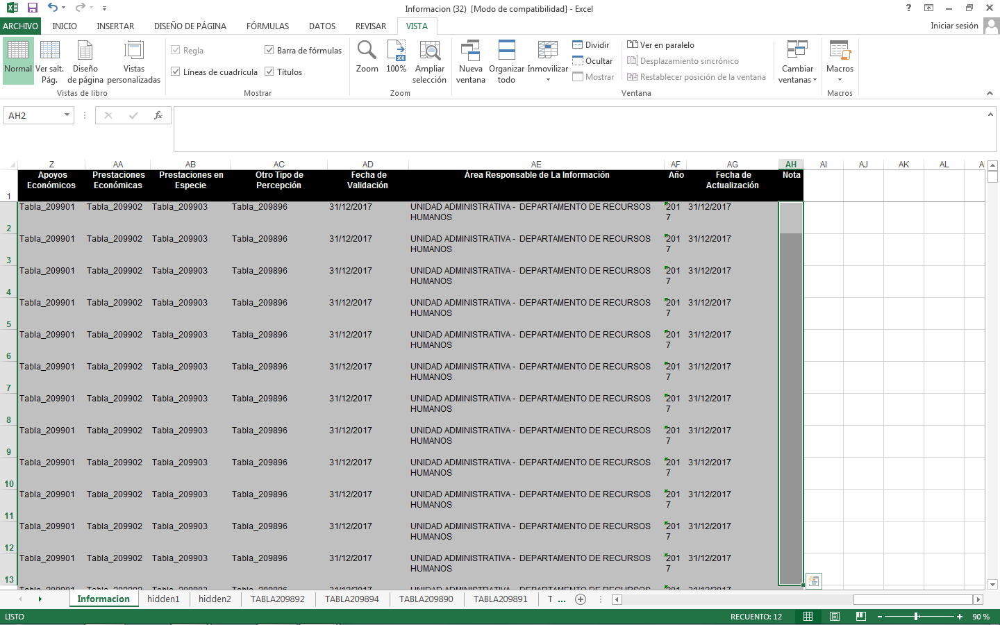 Informacion (32)  [Modo de compatibilidad] - Excel
ARCHIVO INICIO INSERTAR DISEÑO DE PÁGINA FÓRMULAS DATOS REVISAR VISTA Iniciar sesión
Normal Ver salt. Pág. Diseño de página Vistas personalizadas
Vistas de libro
Regla Barra de fórmulas
Líneas de cuadrícula Títulos
Mostrar
Zoom 100% Ampliar selección
Zoom
Nueva ventana Organizar todo Inmovilizar
Dividir
Ocultar
Mostrar
Ver en paralelo
Desplazamiento sincrónico
Restablecer posición de la ventana
Cambiar ventanas
Ventana
Macros
Macros
AH2
fx
Z AA AB AC AD AE AF AG AH AI AJ AK AL A
1 Apoyos Económicos Prestaciones Económicas Prestaciones en Especie Otro Tipo de Percepción Fecha de Validación Área Responsable de La Información Año Fecha de Actualización Nota
2 Tabla_209901 Tabla_209902 Tabla_209903 Tabla_209896 31/12/2017 UNIDAD ADMINISTRATIVA - DEPARTAMENTO DE RECURSOS HUMANOS 2017 31/12/2017
3 Tabla_209901 Tabla_209902 Tabla_209903 Tabla_209896 31/12/2017 UNIDAD ADMINISTRATIVA - DEPARTAMENTO DE RECURSOS HUMANOS 2017 31/12/2017
4 Tabla_209901 Tabla_209902 Tabla_209903 Tabla_209896 31/12/2017 UNIDAD ADMINISTRATIVA - DEPARTAMENTO DE RECURSOS HUMANOS 2017 31/12/2017
5 Tabla_209901 Tabla_209902 Tabla_209903 Tabla_209896 31/12/2017 UNIDAD ADMINISTRATIVA - DEPARTAMENTO DE RECURSOS HUMANOS 2017 31/12/2017
6 Tabla_209901 Tabla_209902 Tabla_209903 Tabla_209896 31/12/2017 UNIDAD ADMINISTRATIVA - DEPARTAMENTO DE RECURSOS HUMANOS 2017 31/12/2017
7 Tabla_209901 Tabla_209902 Tabla_209903 Tabla_209896 31/12/2017 UNIDAD ADMINISTRATIVA - DEPARTAMENTO DE RECURSOS HUMANOS 2017 31/12/2017
8 Tabla_209901 Tabla_209902 Tabla_209903 Tabla_209896 31/12/2017 UNIDAD ADMINISTRATIVA - DEPARTAMENTO DE RECURSOS HUMANOS 2017 31/12/2017
9 Tabla_209901 Tabla_209902 Tabla_209903 Tabla_209896 31/12/2017 UNIDAD ADMINISTRATIVA - DEPARTAMENTO DE RECURSOS HUMANOS 2017 31/12/2017
10 Tabla_209901 Tabla_209902 Tabla_209903 Tabla_209896 31/12/2017 UNIDAD ADMINISTRATIVA - DEPARTAMENTO DE RECURSOS HUMANOS 2017 31/12/2017
11 Tabla_209901 Tabla_209902 Tabla_209903 Tabla_209896 31/12/2017 UNIDAD ADMINISTRATIVA - DEPARTAMENTO DE RECURSOS HUMANOS 2017 31/12/2017
12 Tabla_209901 Tabla_209902 Tabla_209903 Tabla_209896 31/12/2017 UNIDAD ADMINISTRATIVA - DEPARTAMENTO DE RECURSOS HUMANOS 2017 31/12/2017
13 Tabla_209901 Tabla_209902 Tabla_209903 Tabla_209896 31/12/2017 UNIDAD ADMINISTRATIVA - DEPARTAMENTO DE RECURSOS HUMANOS 2017 31/12/2017
Informacion hidden1 hidden2 TABLA209892 TABLA209894 TABLA209890 TABLA209891 T ...
LISTO RECUENTO: 12 90 %